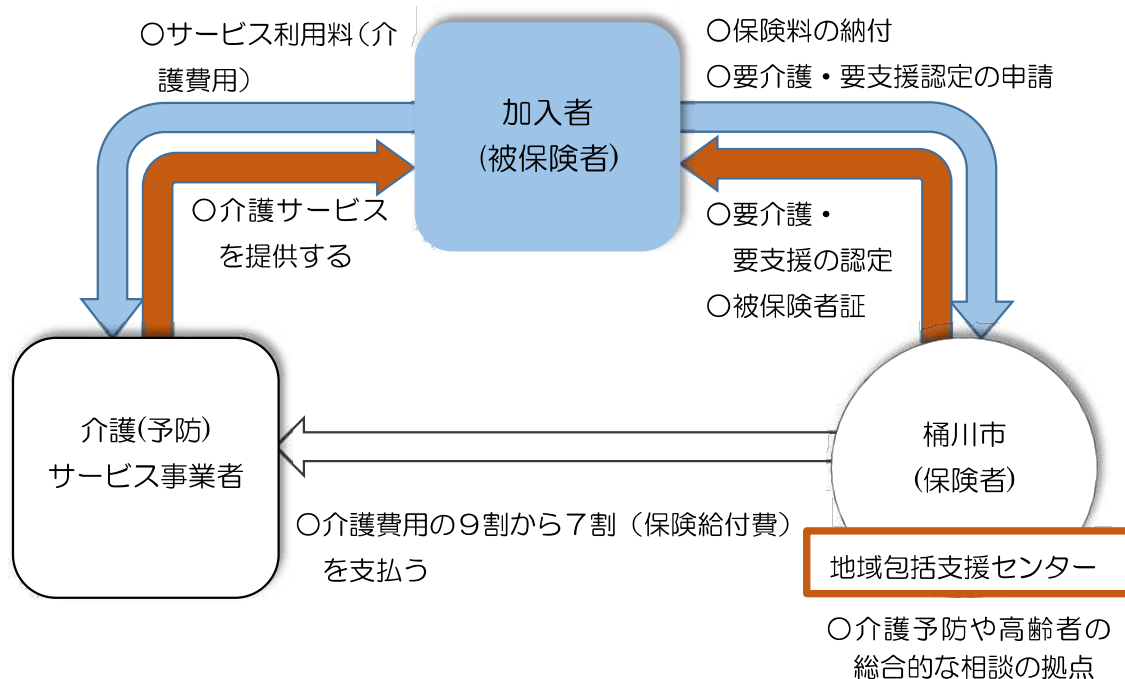 ○サービス利用料(介
護費用)
加入者
(被保険者)
○保険料の納付
○要介護・要支援認定の申請
○介護サービス
を提供する
○要介護・
要支援の認定
○被保険者証
介護(予防)
サービス事業者
桶川市
(保険者)
○介護費用の９割から７割（保険給付費）
を支払う
地域包括支援センター
○介護予防や高齢者の
総合的な相談の拠点